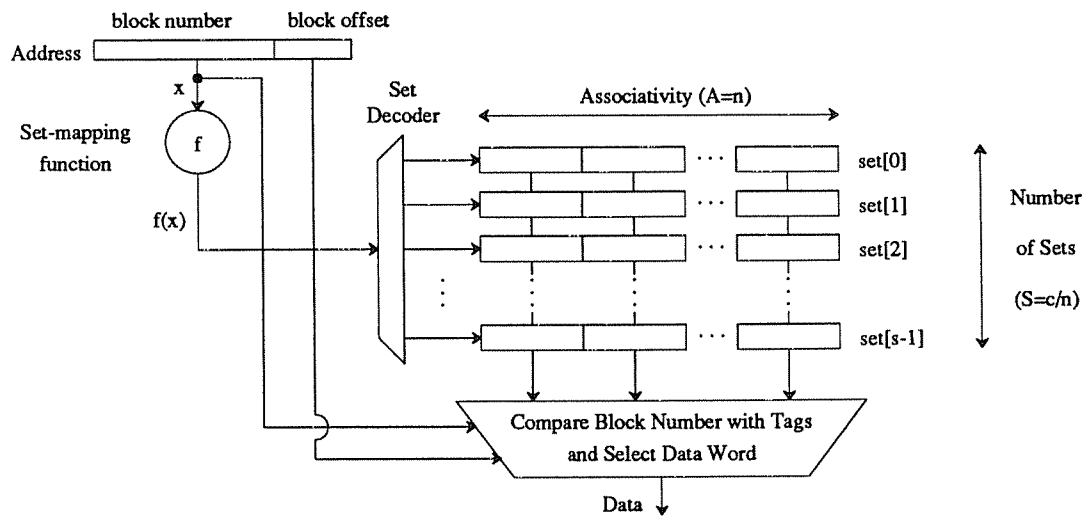 block number block offset
Address
x
Set-mapping
function
f
f(x)
Set
Decoder
Associativity (A=n)
set[0]
set[1]
set[2]
set[s-1]
Number
of Sets
(S=c/n)
Compare Block Number with Tags
and Select Data Word
Data